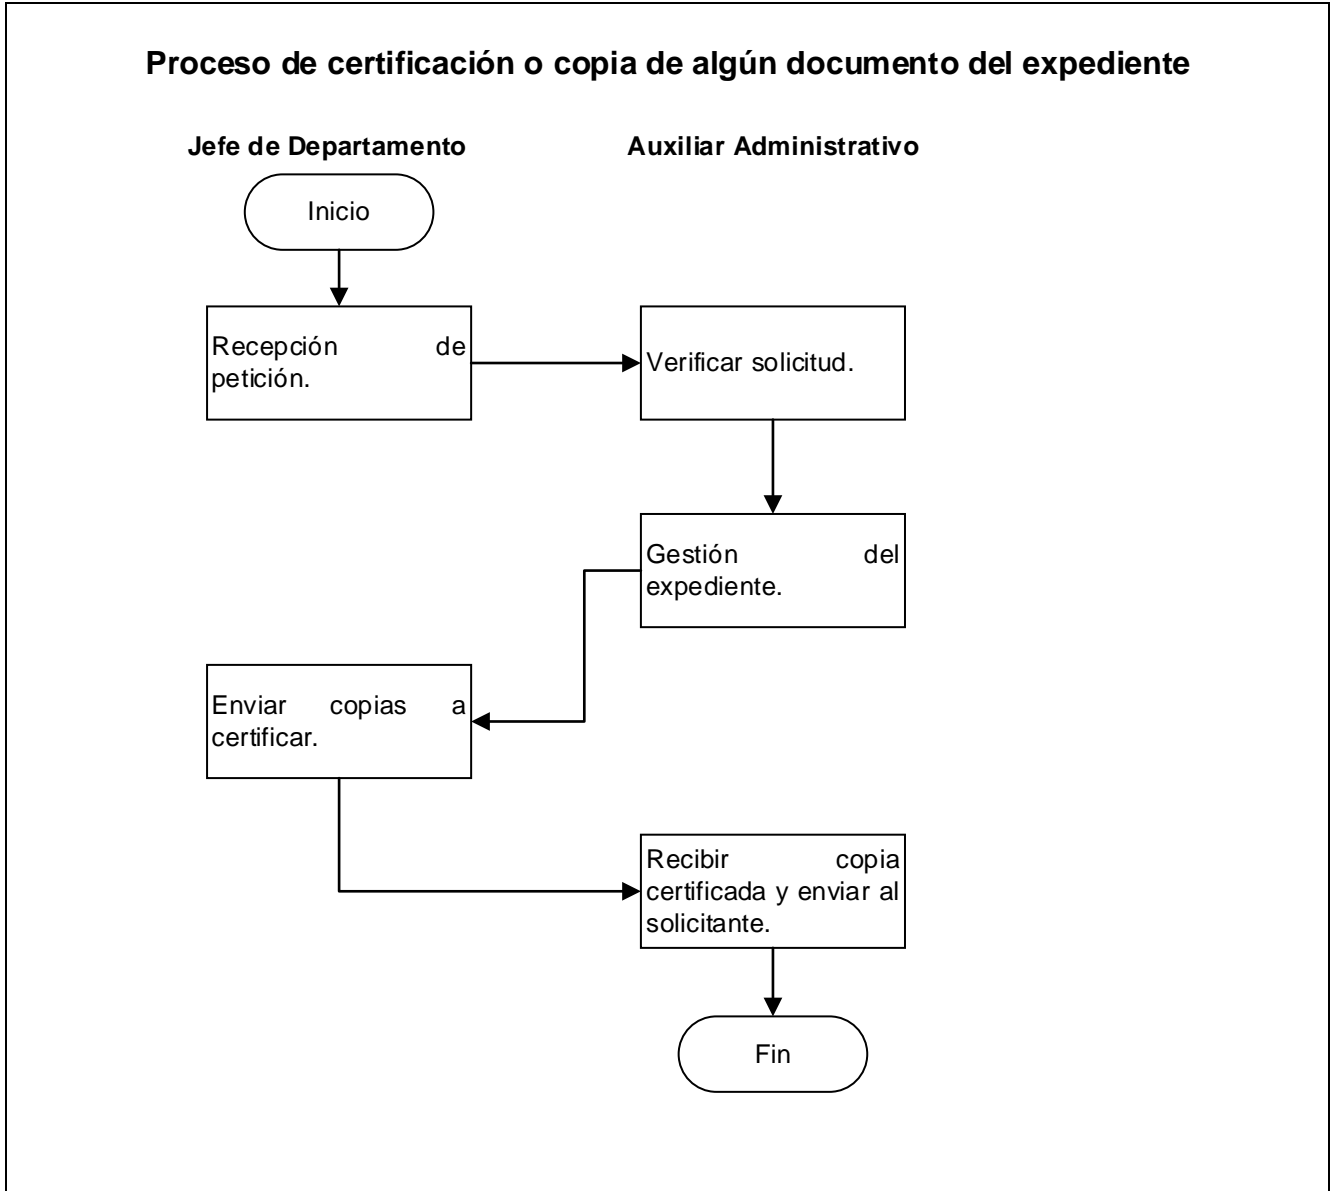 Proceso de certificación o copia de algún documento del expediente
Jefe de Departamento
Auxiliar Administrativo
Inicio
Recepción de
petición.
Verificar solicitud.
Gestión del
expediente.
Enviar copias a
certificar.
Recibir copia
certificada y enviar al
solicitante.
Fin